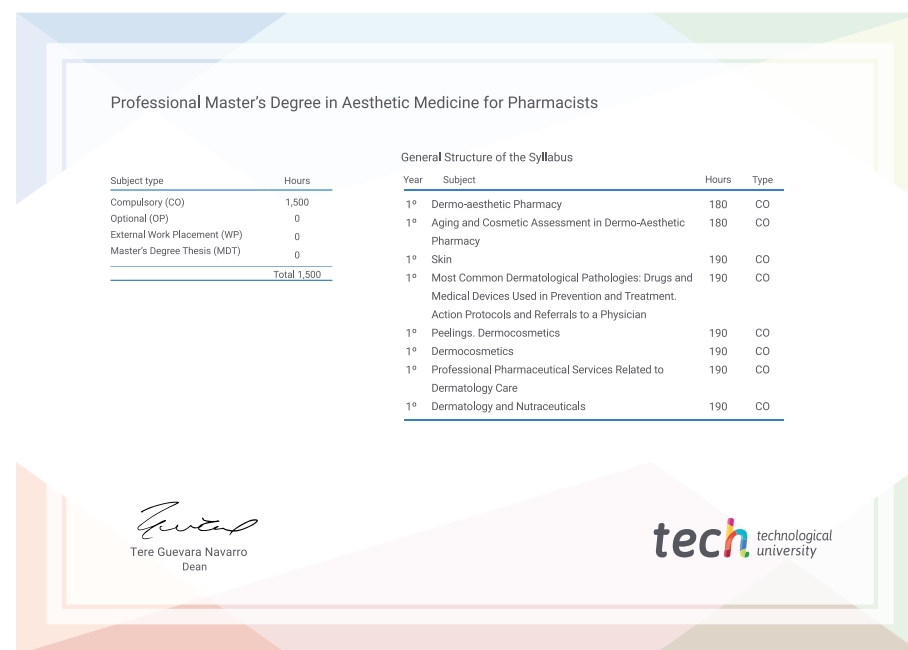 Professional Master's Degree in Aesthetic Medicine for Pharmacists
Subject type Hours
Compulsory (CO) 1,500
Optional (OP) 0
External Work Placement (WP) 0
Master's Degree Thesis (MDT) 0
Total 1,500
General Structure of the Syllabus
Year Subject Hours Type
1º Dermo-aesthetic Pharmacy 180 CO
1º Aging and Cosmetic Assessment in Dermo-Aesthetic 180 CO
Pharmacy
1º Skin 190 CO
1º Most Common Dermatological Pathologies: Drugs and 190 CO
Medical Devices Used in Prevention and Treatment.
Action Protocols and Referrals to a Physician
1º Peelings. Dermocosmetics 190 CO
1º Dermocosmetics 190 CO
1º Professional Pharmaceutical Services Related to 190 CO
Dermatology Care
1º Dermatology and Nutraceuticals 190 CO
Tere Guevara Navarro
Dean
tech technological
university